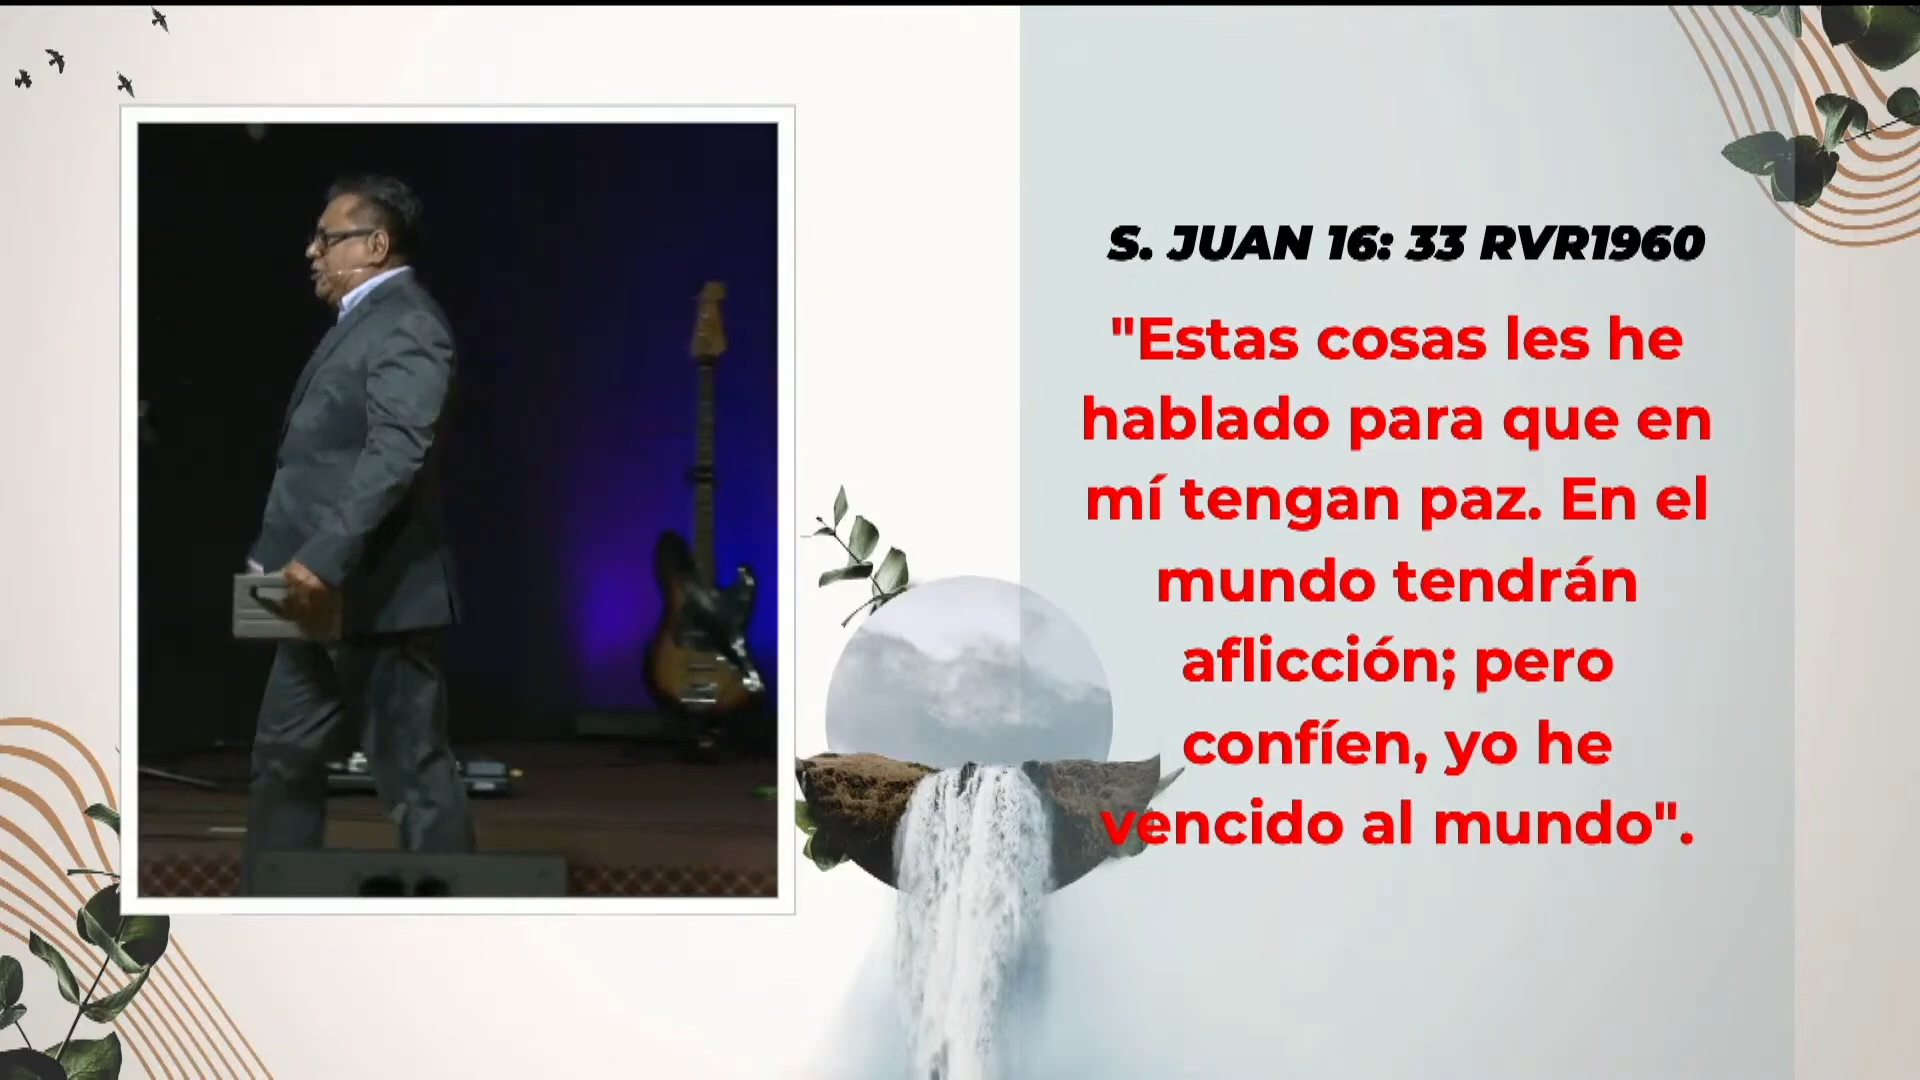 S. JUAN 16: 33 RVR1960
"Estas cosas les he
hablado para que en
mí tengan paz. En el
mundo tendrán
aflicción; pero
confíen, yo he
vencido al mundo".